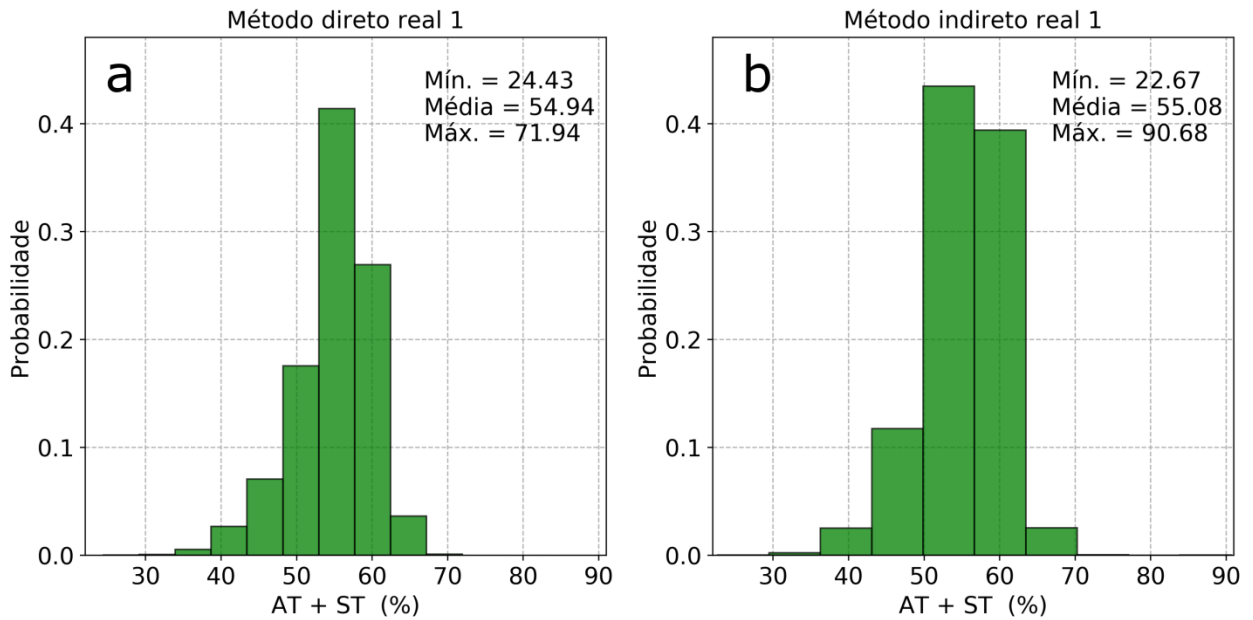 Método direto real 1
a
Mín. = 24.43
Média = 54.94
Máx. = 71.94
Probabilidade
0.4
0.3
0.2
0.1
0.0
30 40 50 60 70 80 90
AT + ST (%)
Método indireto real 1
b
Mín. = 22.67
Média = 55.08
Máx. = 90.68
Probabilidade
0.4
0.3
0.2
0.1
0.0
30 40 50 60 70 80 90
AT + ST (%)